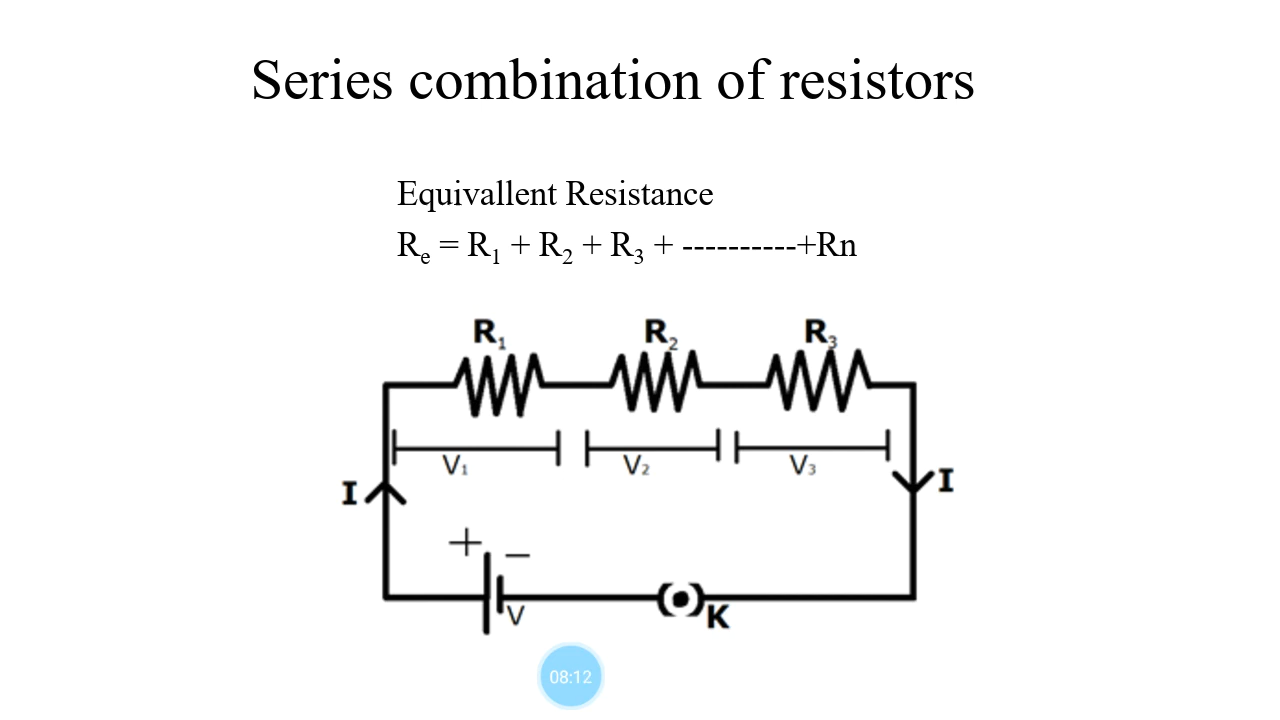 Series combination of resistors
Equivallent Resistance
Rₑ = R₁ + R₂ + R₃ + ----------+Rn
R₁ R₂ R₃
V₁ V₂ V₃
I I
+ −
V K
08:12